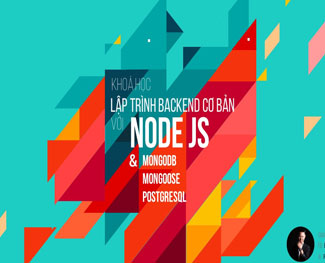 KHOÁ HỌC
LẬP TRÌNH BACKEND CƠ BẢN
VỚI NODE JS
& MONGODB
MONGOOSE
POSTGRESQL